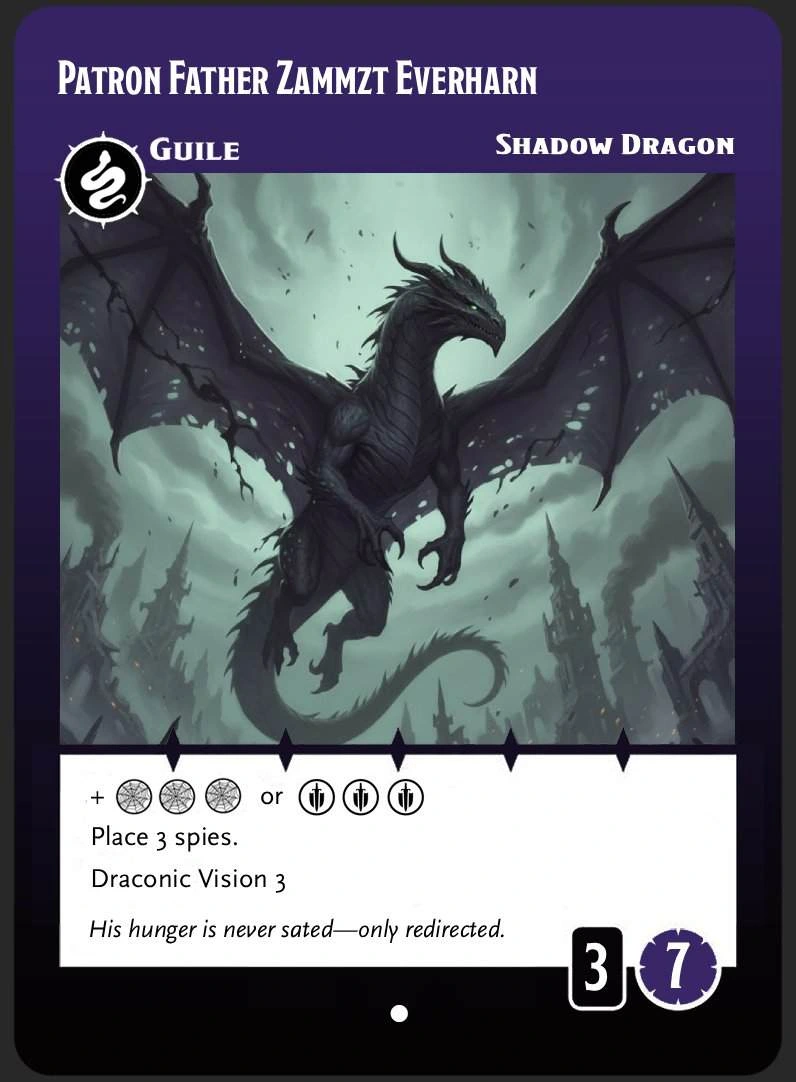 Patron Father Zammzt Everharn
Guile
Shadow Dragon
+ or
Place 3 spies.
Draconic Vision 3
His hunger is never sated—only redirected.
3 7